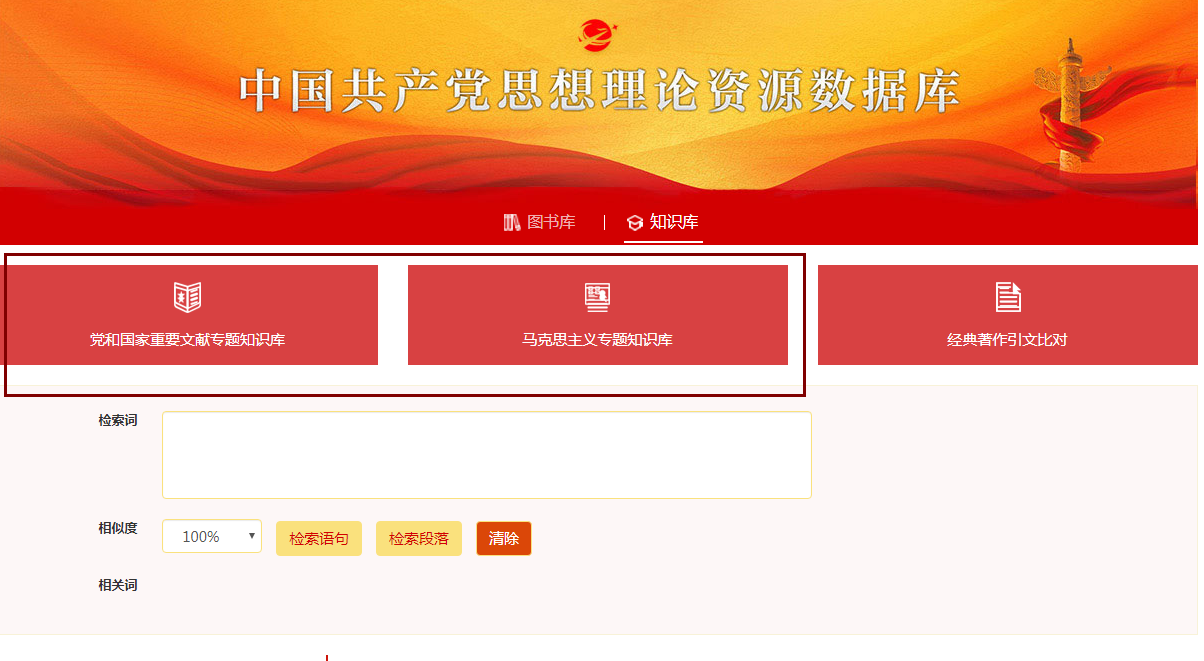 中国共产党思想理论资源数据库
图书库 | 知识库
党和国家重要文献专题知识库
马克思主义专题知识库
经典著作引文比对
检索词
相似度
100%
检索语句
检索段落
清除
相关词